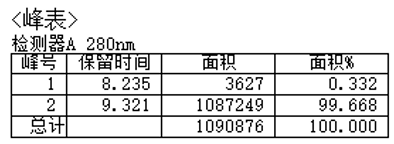 <峰表>
检测器A 280nm
峰号 保留时间 面积 面积%
1 8.235 3627 0.332
2 9.321 1087249 99.668
总计 1090876 100.000